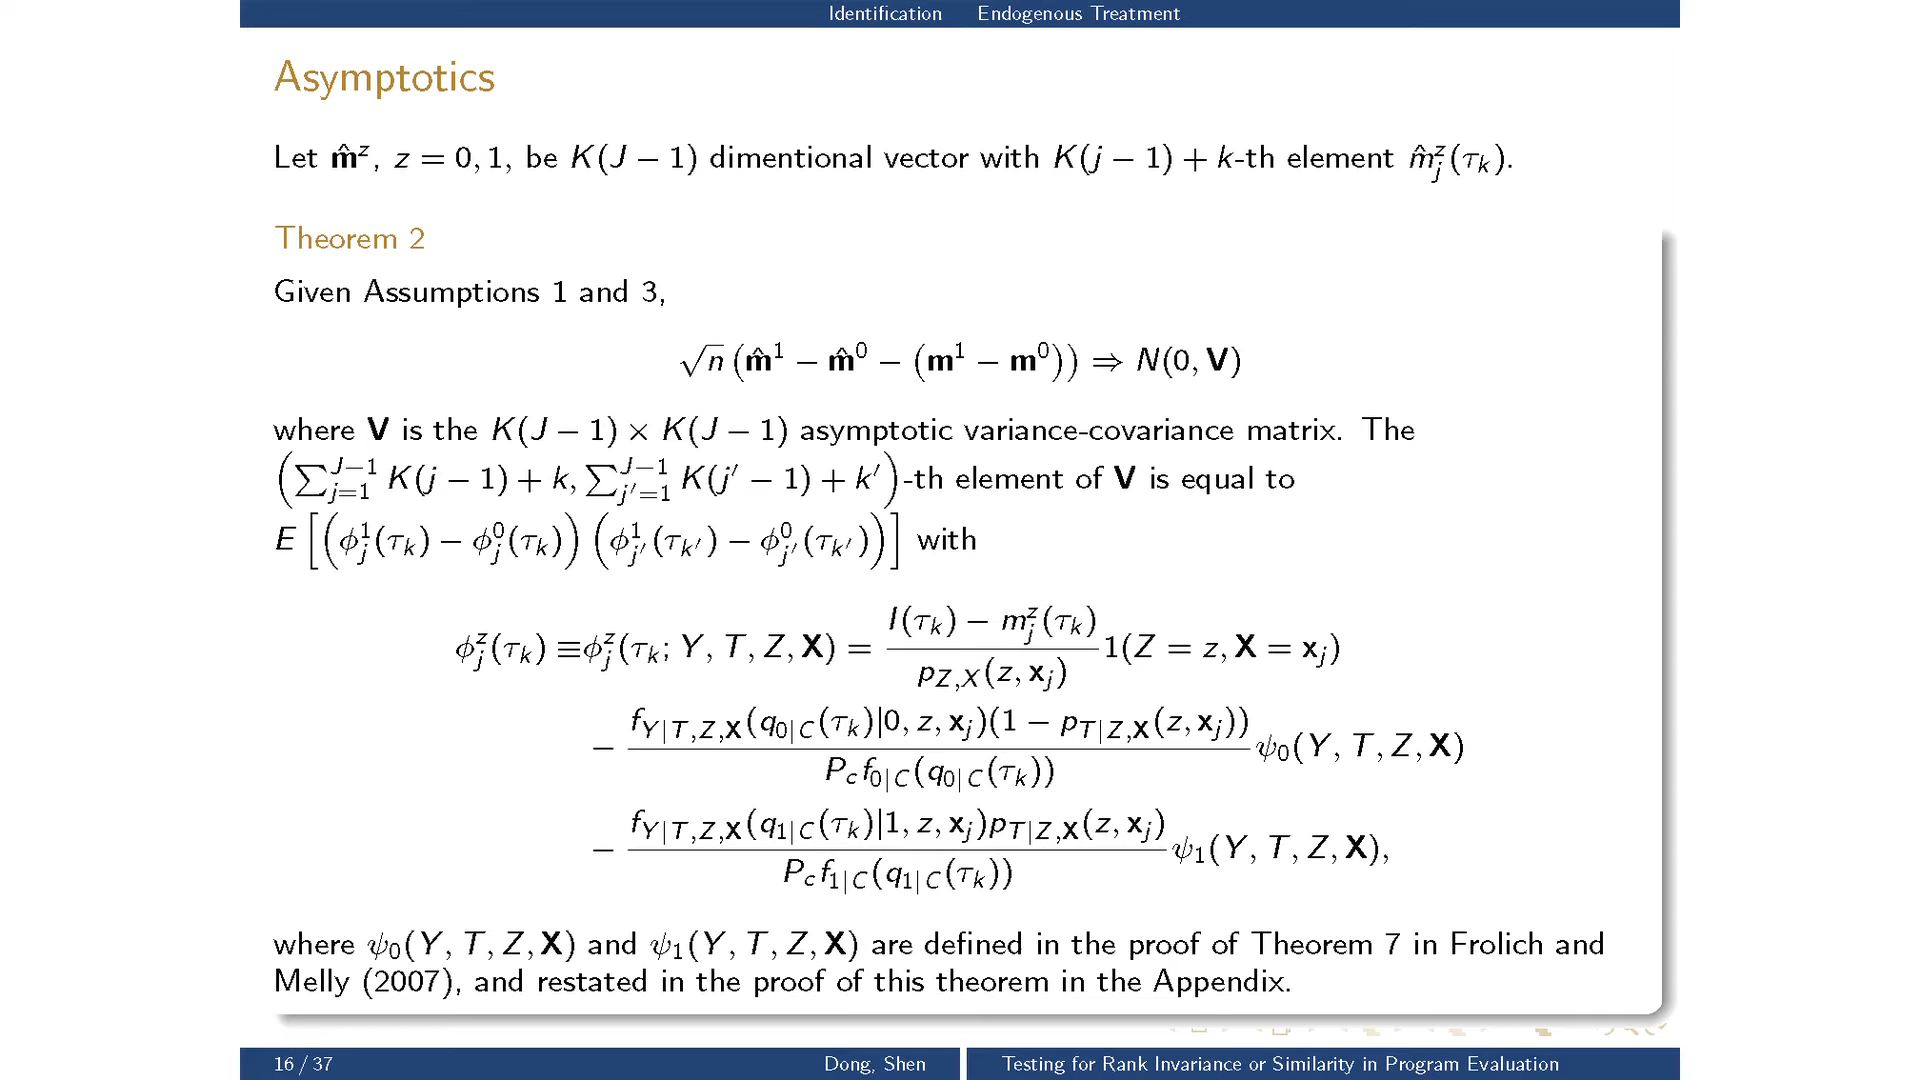 Identification Endogenous Treatment
Asymptotics
Let m̂^z, z = 0, 1, be K(J − 1) dimentional vector with K(j − 1) + k-th element m̂_j^z(τ_k).
Theorem 2
Given Assumptions 1 and 3,
√n (m̂^1 − m̂^0 − (m^1 − m^0)) ⇒ N(0, V)
where V is the K(J − 1) × K(J − 1) asymptotic variance-covariance matrix. The
(∑_{j=1}^{J−1} K(j − 1) + k, ∑_{j′=1}^{J−1} K(j′ − 1) + k′)-th element of V is equal to
E [(ϕ_j^1(τ_k) − ϕ_j^0(τ_k)) (ϕ_{j′}^1(τ_{k′}) − ϕ_{j′}^0(τ_{k′}))] with
ϕ_j^z(τ_k) ≡ϕ_j^z(τ_k; Y, T, Z, X) = \frac{I(τ_k) − m_j^z(τ_k)}{p_{Z,X}(z, x_j)} 1(Z = z, X = x_j)
− \frac{f_{Y|T,Z,X}(q_{0|C}(τ_k)|0, z, x_j)(1 − p_{T|Z,X}(z, x_j))}{P_c f_{0|C}(q_{0|C}(τ_k))} ψ_0(Y, T, Z, X)
− \frac{f_{Y|T,Z,X}(q_{1|C}(τ_k)|1, z, x_j)p_{T|Z,X}(z, x_j)}{P_c f_{1|C}(q_{1|C}(τ_k))} ψ_1(Y, T, Z, X),
where ψ_0(Y, T, Z, X) and ψ_1(Y, T, Z, X) are defined in the proof of Theorem 7 in Frolich and
Melly (2007), and restated in the proof of this theorem in the Appendix.
16 / 37 Dong, Shen Testing for Rank Invariance or Similarity in Program Evaluation